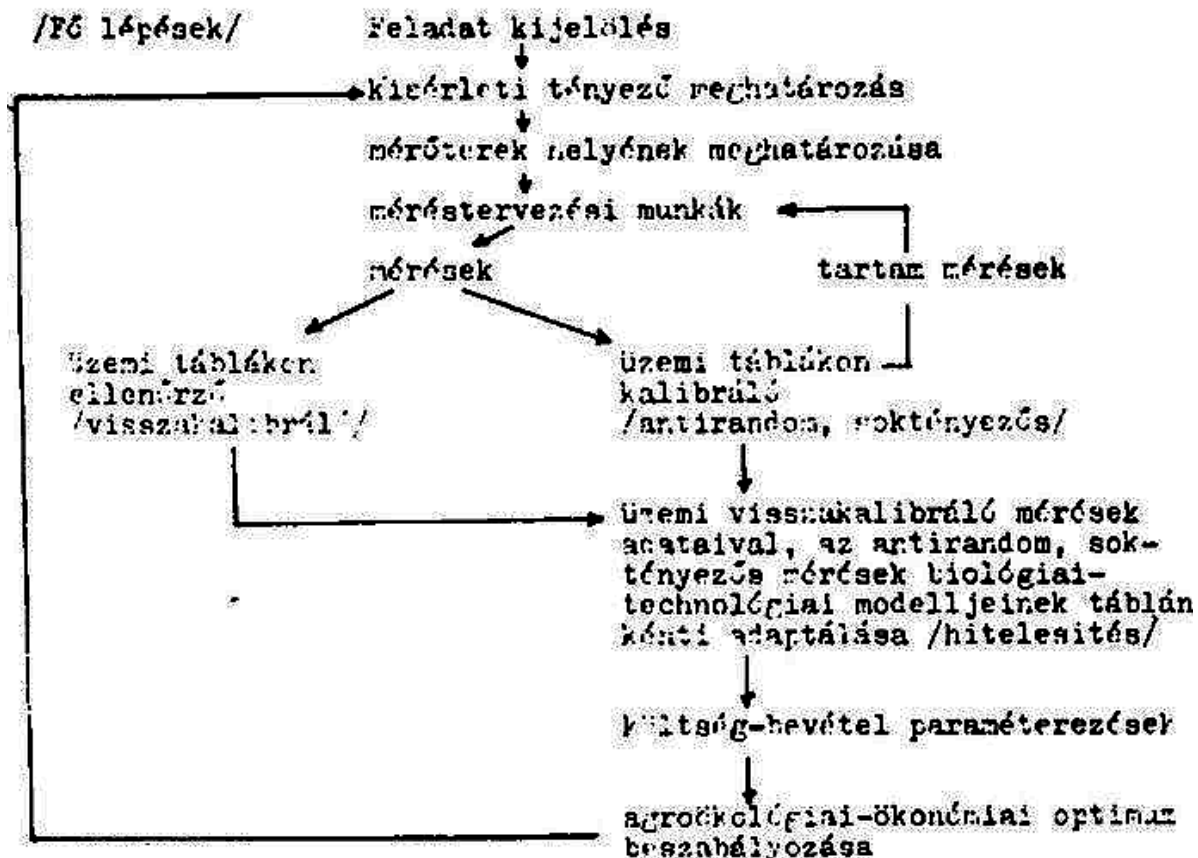 /Fő lépések/
Feladat kijelölés
kisérleti tényező meghatározás
mérőterek helyének meghatározása
méréstervezési munkák
mérések
tartam mérések
üzemi táblákon
ellenőrző
/visszakalibráló/
üzemi táblákon
kalibráló
/antirandom, soktényezős/
üzemi visszakalibráló mérések
adataival, az antirandom, sok-
tényezős mérések biológiai-
technológiai modelljeinek táblán
kénti adaptálása /hitelesités/
költség-bevétel paraméterezések
agroökológiai-ökonómiai optimum
beszabályozása